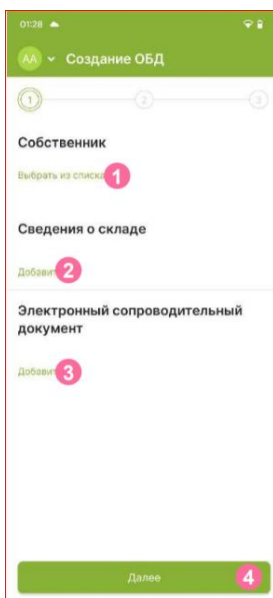 01:28
АА Создание ОБД
1 2 3
Собственник
Выбрать из списка 1
Сведения о складе
Добавить 2
Электронный сопроводительный
документ
Добавить 3
Далее 4